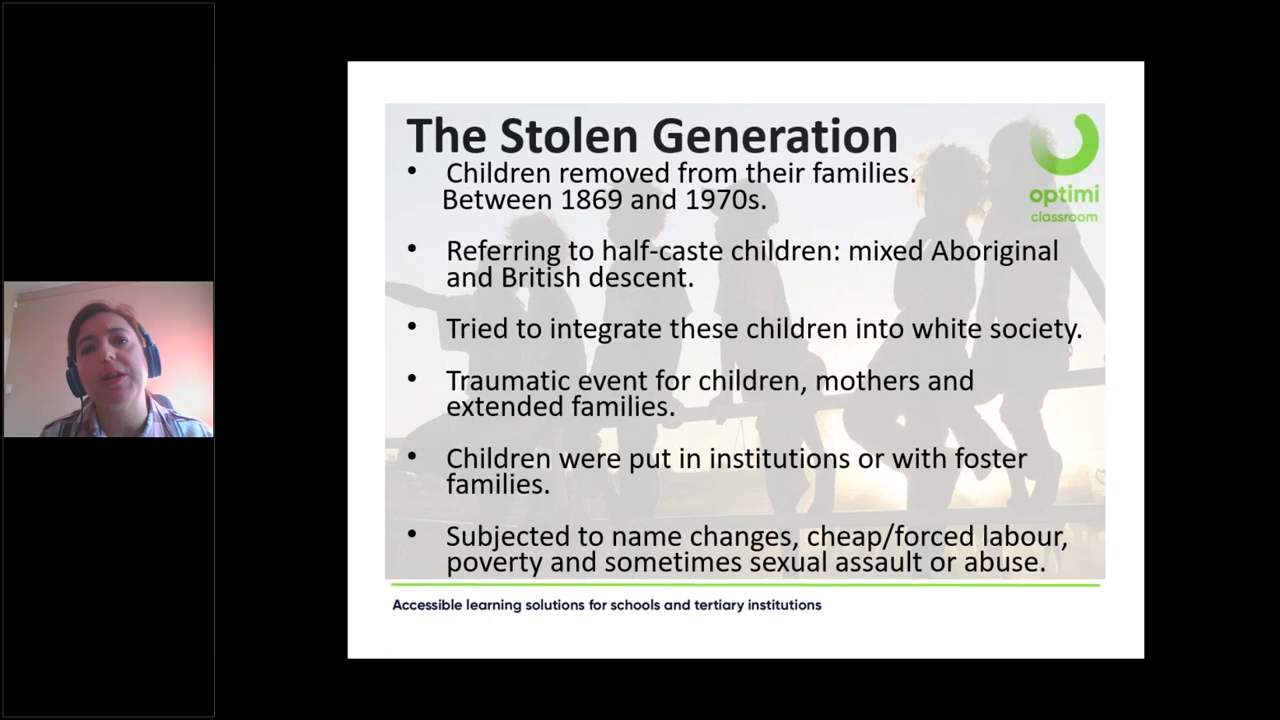 The Stolen Generation
• Children removed from their families.
Between 1869 and 1970s.
• Referring to half-caste children: mixed Aboriginal
and British descent.
• Tried to integrate these children into white society.
• Traumatic event for children, mothers and
extended families.
• Children were put in institutions or with foster
families.
• Subjected to name changes, cheap/forced labour,
poverty and sometimes sexual assault or abuse.
optimi
classroom
Accessible learning solutions for schools and tertiary institutions